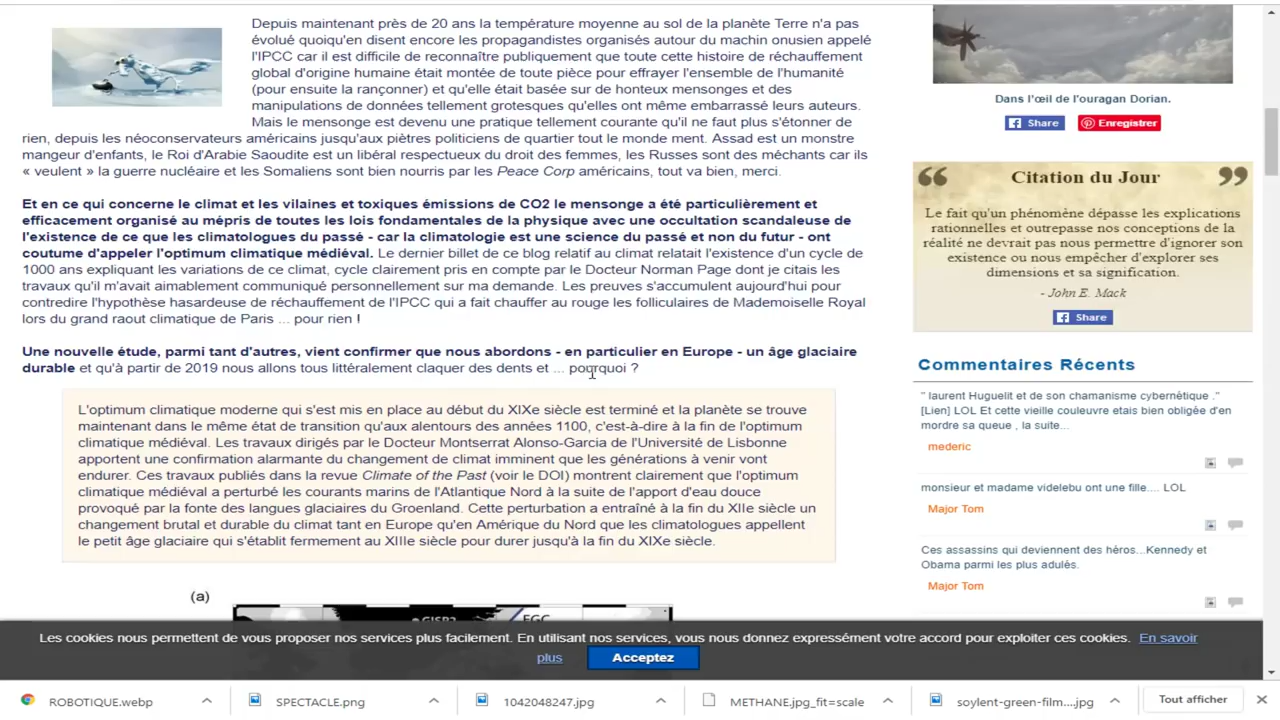 Depuis maintenant près de 20 ans la température moyenne au sol de la planète Terre n'a pas
évolué quoiqu'en disent encore les propagandistes organisés autour du machin onusien appelé
l'IPCC car il est difficile de reconnaître publiquement que toute cette histoire de réchauffement
global d'origine humaine était montée de toute pièce pour effrayer l'ensemble de l'humanité
(pour ensuite la rançonner) et qu'elle était basée sur de honteux mensonges et des
manipulations de données tellement grotesques qu'elles ont même embarrassé leurs auteurs.
Mais le mensonge est devenu une pratique tellement courante qu'il ne faut plus s'étonner de
rien, depuis les néoconservateurs américains jusqu'aux piètres politiciens de quartier tout le monde ment. Assad est un monstre
mangeur d'enfants, le Roi d'Arabie Saoudite est un libéral respectueux du droit des femmes, les Russes sont des méchants car ils
« veulent » la guerre nucléaire et les Somaliens sont bien nourris par les Peace Corp américains, tout va bien, merci.
Et en ce qui concerne le climat et les vilaines et toxiques émissions de CO2 le mensonge a été particulièrement et
efficacement organisé au mépris de toutes les lois fondamentales de la physique avec une occultation scandaleuse de
l'existence de ce que les climatologues du passé - car la climatologie est une science du passé et non du futur - ont
coutume d'appeler l'optimum climatique médiéval. Le dernier billet de ce blog relatif au climat relatait l'existence d'un cycle de
1000 ans expliquant les variations de ce climat, cycle clairement pris en compte par le Docteur Norman Page dont je citais les
travaux qu'il m'avait aimablement communiqué personnellement sur ma demande. Les preuves s'accumulent aujourd'hui pour
contredire l'hypothèse hasardeuse de réchauffement de l'IPCC qui a fait chauffer au rouge les folliculaires de Mademoiselle Royal
lors du grand raout climatique de Paris ... pour rien !
Une nouvelle étude, parmi tant d'autres, vient confirmer que nous abordons - en particulier en Europe - un âge glaciaire
durable et qu'à partir de 2019 nous allons tous littéralement claquer des dents et ... pourquoi ?
L'optimum climatique moderne qui s'est mis en place au début du XIXe siècle est terminé et la planète se trouve
maintenant dans le même état de transition qu'aux alentours des années 1100, c'est-à-dire à la fin de l'optimum
climatique médiéval. Les travaux dirigés par le Docteur Montserrat Alonso-Garcia de l'Université de Lisbonne
apportent une confirmation alarmante du changement de climat imminent que les générations à venir vont
endurer. Ces travaux publiés dans la revue Climate of the Past (voir le DOI) montrent clairement que l'optimum
climatique médiéval a perturbé les courants marins de l'Atlantique Nord à la suite de l'apport d'eau douce
provoqué par la fonte des langues glaciaires du Groenland. Cette perturbation a entraîné à la fin du XIIe siècle un
changement brutal et durable du climat tant en Europe qu'en Amérique du Nord que les climatologues appellent
le petit âge glaciaire qui s'établit fermement au XIIIe siècle pour durer jusqu'à la fin du XIXe siècle.
(a)
GISP2
EGC
Dans l'œil de l'ouragan Dorian.
Share
Enregistrer
Citation du Jour
Le fait qu'un phénomène dépasse les explications
rationnelles et outrepasse nos conceptions de la
réalité ne devrait pas nous permettre d'ignorer son
existence ou nous empêcher d'explorer ses
dimensions et sa signification.
- John E. Mack
Share
Commentaires Récents
" laurent Huguelit et de son chamanisme cybernétique ."
[Lien] LOL Et cette vieille couleuvre etais bien obligée d'en
mordre sa queue , la suite...
mederic
monsieur et madame videlebu ont une fille.... LOL
Major Tom
Ces assassins qui deviennent des héros...Kennedy et
Obama parmi les plus adulés.
Major Tom
Les cookies nous permettent de vous proposer nos services plus facilement. En utilisant nos services, vous nous donnez expressément votre accord pour exploiter ces cookies. En savoir
plus
Acceptez
ROBOTIQUE.webp
SPECTACLE.png
1042048247.jpg
METHANE.jpg_fit=scale
soylent-green-film....jpg
Tout afficher